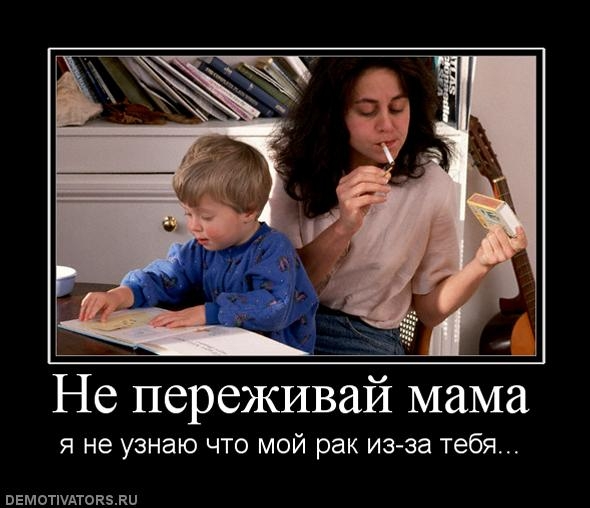 Не переживай мама
я не узнаю что мой рак из-за тебя...
DEMOTIVATORS.RU